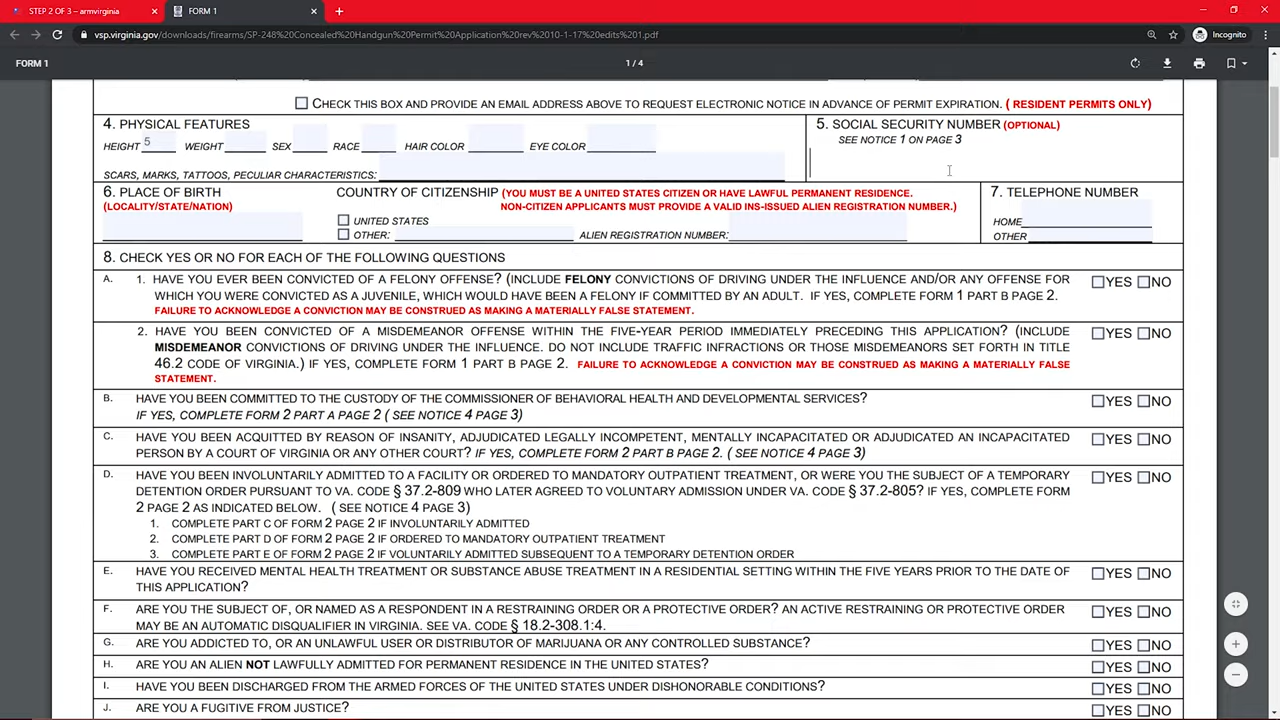 STEP 2 OF 3 – armvirginia
FORM 1
vsp.virginia.gov/downloads/firearms/SP-248%20Concealed%20Handgun%20Permit%20Application%20rev%2010-1-17%20edits%201.pdf
Incognito
FORM 1
1 / 4
CHECK THIS BOX AND PROVIDE AN EMAIL ADDRESS ABOVE TO REQUEST ELECTRONIC NOTICE IN ADVANCE OF PERMIT EXPIRATION. ( RESIDENT PERMITS ONLY)
4. PHYSICAL FEATURES
HEIGHT 5 WEIGHT SEX RACE HAIR COLOR EYE COLOR
SCARS, MARKS, TATTOOS, PECULIAR CHARACTERISTICS:
5. SOCIAL SECURITY NUMBER (OPTIONAL)
SEE NOTICE 1 ON PAGE 3
6. PLACE OF BIRTH
(LOCALITY/STATE/NATION)
COUNTRY OF CITIZENSHIP (YOU MUST BE A UNITED STATES CITIZEN OR HAVE LAWFUL PERMANENT RESIDENCE.
NON-CITIZEN APPLICANTS MUST PROVIDE A VALID INS-ISSUED ALIEN REGISTRATION NUMBER.)
UNITED STATES
OTHER: ALIEN REGISTRATION NUMBER:
7. TELEPHONE NUMBER
HOME
OTHER
8. CHECK YES OR NO FOR EACH OF THE FOLLOWING QUESTIONS
A. 1. HAVE YOU EVER BEEN CONVICTED OF A FELONY OFFENSE? (INCLUDE FELONY CONVICTIONS OF DRIVING UNDER THE INFLUENCE AND/OR ANY OFFENSE FOR YES NO
WHICH YOU WERE CONVICTED AS A JUVENILE, WHICH WOULD HAVE BEEN A FELONY IF COMMITTED BY AN ADULT. IF YES, COMPLETE FORM 1 PART B PAGE 2.
FAILURE TO ACKNOWLEDGE A CONVICTION MAY BE CONSTRUED AS MAKING A MATERIALLY FALSE STATEMENT.
2. HAVE YOU BEEN CONVICTED OF A MISDEMEANOR OFFENSE WITHIN THE FIVE-YEAR PERIOD IMMEDIATELY PRECEDING THIS APPLICATION? (INCLUDE YES NO
MISDEMEANOR CONVICTIONS OF DRIVING UNDER THE INFLUENCE. DO NOT INCLUDE TRAFFIC INFRACTIONS OR THOSE MISDEMEANORS SET FORTH IN TITLE
46.2 CODE OF VIRGINIA.) IF YES, COMPLETE FORM 1 PART B PAGE 2. FAILURE TO ACKNOWLEDGE A CONVICTION MAY BE CONSTRUED AS MAKING A MATERIALLY FALSE
STATEMENT.
B. HAVE YOU BEEN COMMITTED TO THE CUSTODY OF THE COMMISSIONER OF BEHAVIORAL HEALTH AND DEVELOPMENTAL SERVICES? YES NO
IF YES, COMPLETE FORM 2 PART A PAGE 2 ( SEE NOTICE 4 PAGE 3)
C. HAVE YOU BEEN ACQUITTED BY REASON OF INSANITY, ADJUDICATED LEGALLY INCOMPETENT, MENTALLY INCAPACITATED OR ADJUDICATED AN INCAPACITATED YES NO
PERSON BY A COURT OF VIRGINIA OR ANY OTHER COURT? IF YES, COMPLETE FORM 2 PART B PAGE 2. ( SEE NOTICE 4 PAGE 3)
D. HAVE YOU BEEN INVOLUNTARILY ADMITTED TO A FACILITY OR ORDERED TO MANDATORY OUTPATIENT TREATMENT, OR WERE YOU THE SUBJECT OF A TEMPORARY YES NO
DETENTION ORDER PURSUANT TO VA. CODE § 37.2-809 WHO LATER AGREED TO VOLUNTARY ADMISSION UNDER VA. CODE § 37.2-805? IF YES, COMPLETE FORM
2 PAGE 2 AS INDICATED BELOW. ( SEE NOTICE 4 PAGE 3)
1. COMPLETE PART C OF FORM 2 PAGE 2 IF INVOLUNTARILY ADMITTED
2. COMPLETE PART D OF FORM 2 PAGE 2 IF ORDERED TO MANDATORY OUTPATIENT TREATMENT
3. COMPLETE PART E OF FORM 2 PAGE 2 IF VOLUNTARILY ADMITTED SUBSEQUENT TO A TEMPORARY DETENTION ORDER
E. HAVE YOU RECEIVED MENTAL HEALTH TREATMENT OR SUBSTANCE ABUSE TREATMENT IN A RESIDENTIAL SETTING WITHIN THE FIVE YEARS PRIOR TO THE DATE OF YES NO
THIS APPLICATION?
F. ARE YOU THE SUBJECT OF, OR NAMED AS A RESPONDENT IN A RESTRAINING ORDER OR A PROTECTIVE ORDER? AN ACTIVE RESTRAINING OR PROTECTIVE ORDER YES NO
MAY BE AN AUTOMATIC DISQUALIFER IN VIRGINIA. SEE VA. CODE § 18.2-308.1:4.
G. ARE YOU ADDICTED TO, OR AN UNLAWFUL USER OR DISTRIBUTOR OF MARIJUANA OR ANY CONTROLLED SUBSTANCE? YES NO
H. ARE YOU AN ALIEN NOT LAWFULLY ADMITTED FOR PERMANENT RESIDENCE IN THE UNITED STATES? YES NO
I. HAVE YOU BEEN DISCHARGED FROM THE ARMED FORCES OF THE UNITED STATES UNDER DISHONORABLE CONDITIONS? YES NO
J. ARE YOU A FUGITIVE FROM JUSTICE? YES NO